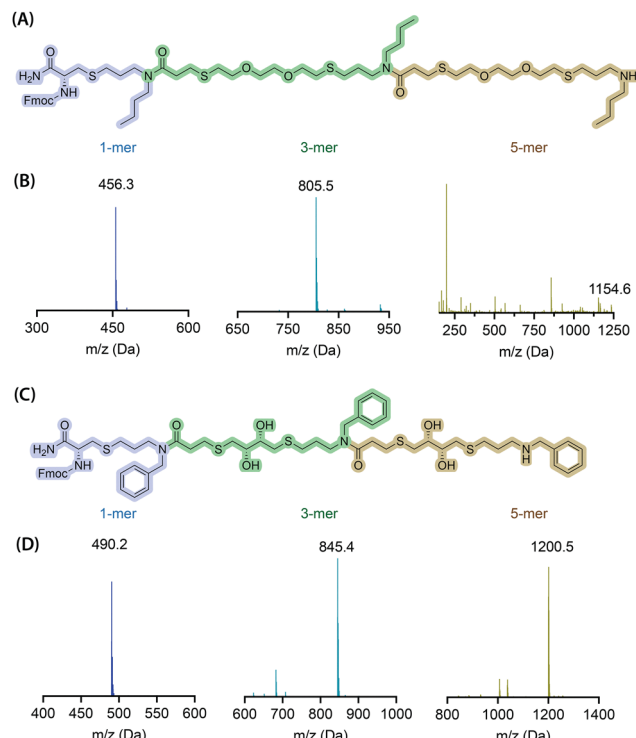 (A)
O
H₂N
S
N
O
S
O
O
S
N
O
S
O
O
S
NH
Fmoc
NH
1-mer
3-mer
5-mer
(B)
456.3
805.5
1154.6
300 450 600
650 750 850 950
250 500 750 1000 1250
m/z (Da)
m/z (Da)
m/z (Da)
(C)
O
H₂N
S
N
O
S
OH
OH
S
N
O
S
OH
OH
S
N
H
Fmoc
NH
1-mer
3-mer
5-mer
(D)
490.2
845.4
1200.5
400 450 500 550 600
600 700 800 900 1000
800 1000 1200 1400
m/z (Da)
m/z (Da)
m/z (Da)